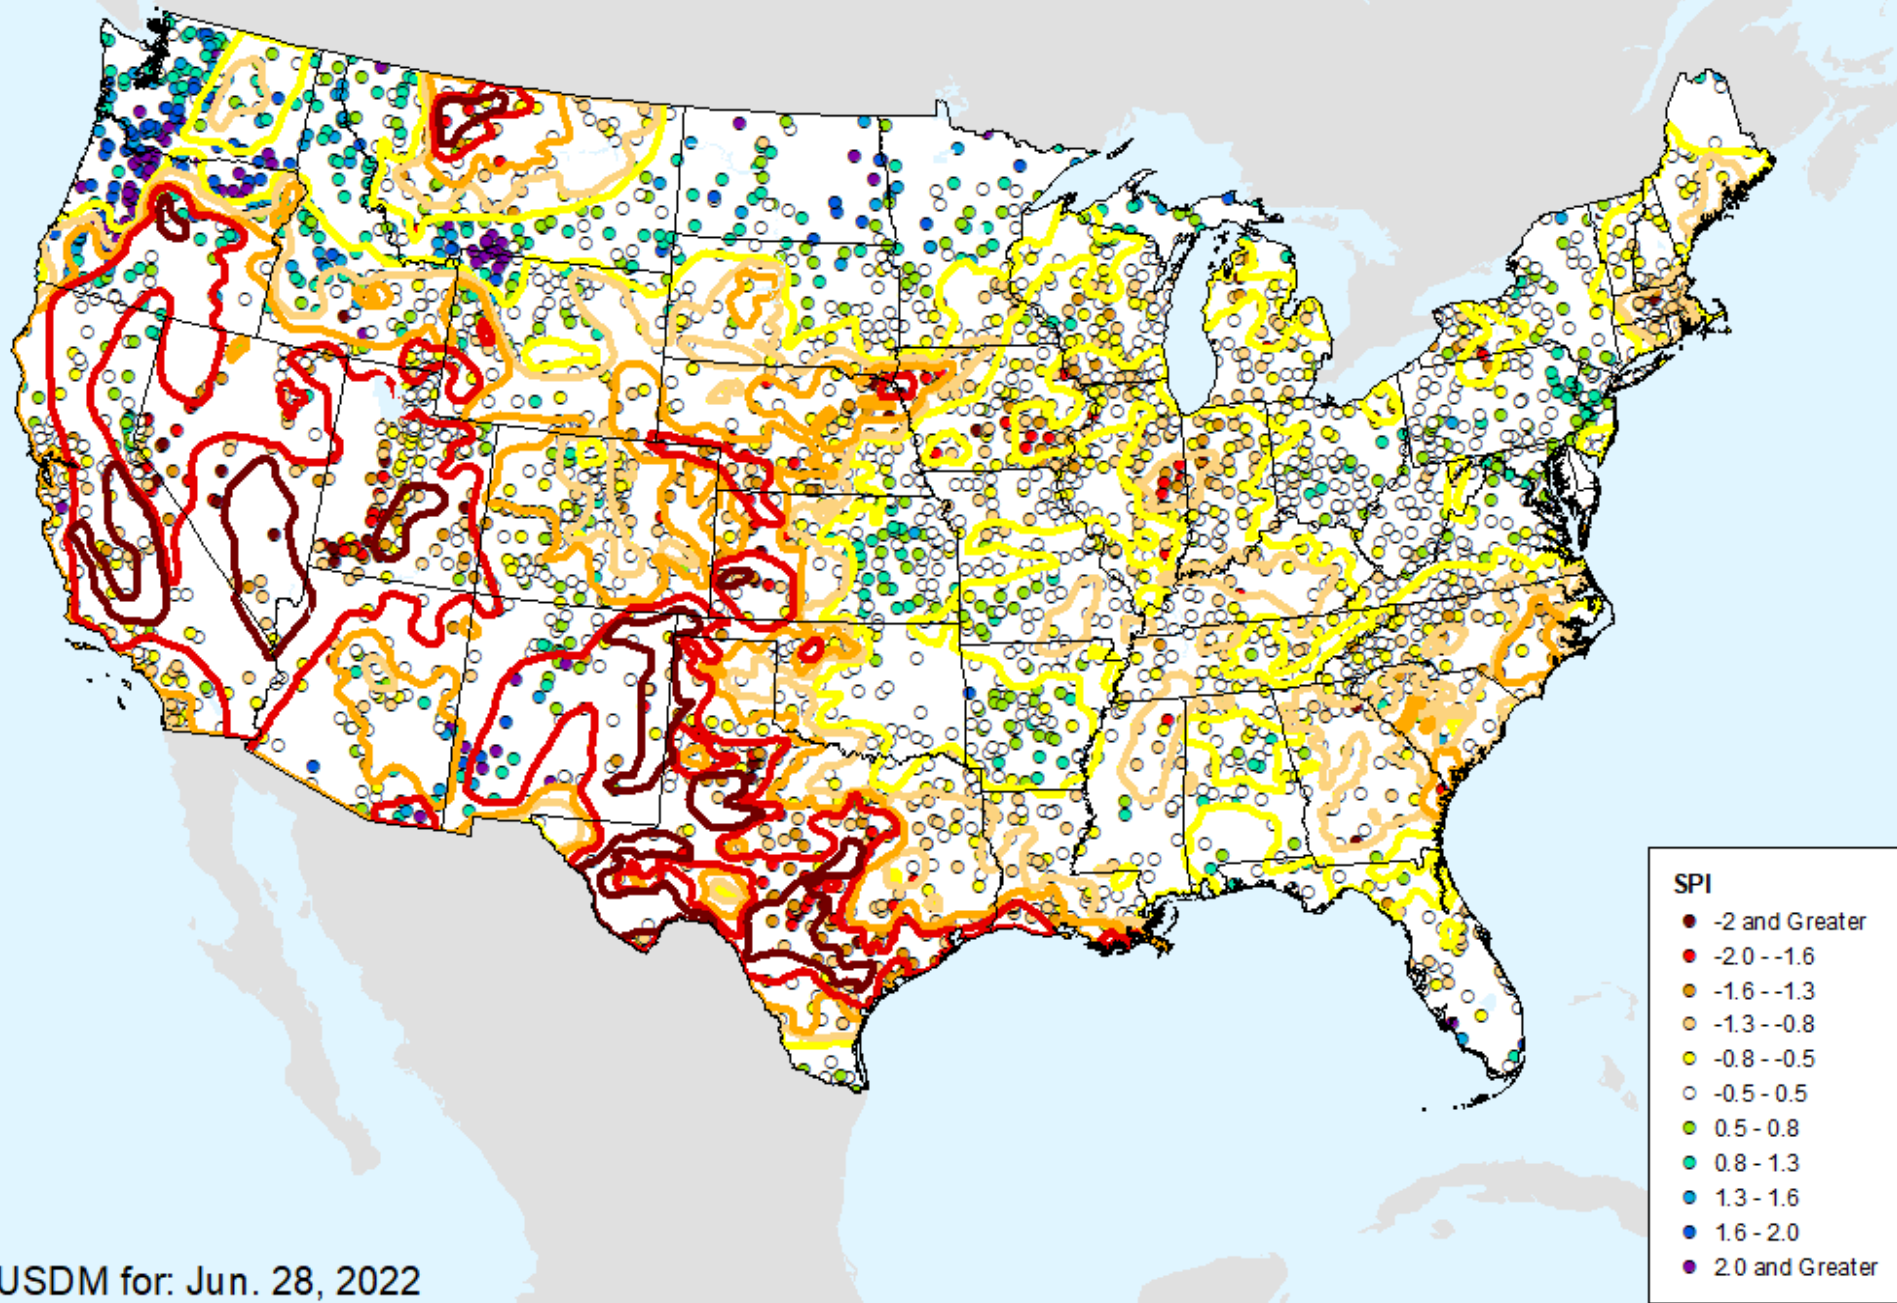 SPI
-2 and Greater
-2.0 - -1.6
-1.6 - -1.3
-1.3 - -0.8
-0.8 - -0.5
-0.5 - 0.5
0.5 - 0.8
0.8 - 1.3
1.3 - 1.6
1.6 - 2.0
2.0 and Greater
USDM for: Jun. 28, 2022